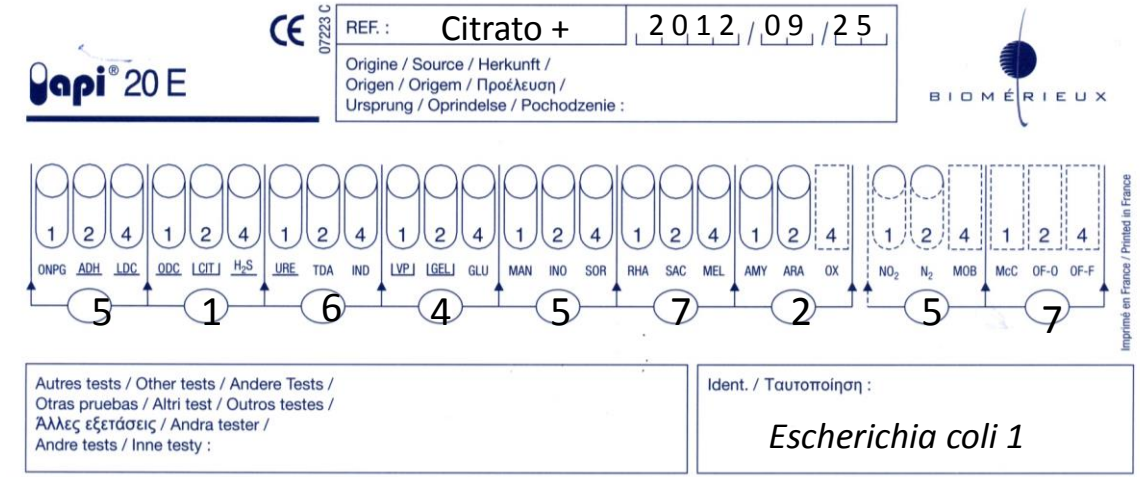 CE 07223 C
REF. : Citrato + 2012/09/25
Origine / Source / Herkunft /
Origen / Origem / Προέλευση /
Ursprung / Oprindelse / Pochodzenie :
api® 20 E
BIOMÉRIEUX
1 2 4 1 2 4 1 2 4 1 2 4 1 2 4 1 2 4 1 2 4 1 2 4 1 2 4
ONPG ADH LDC ODC |CIT| H₂S URE TDA IND |VP| |GEL| GLU MAN INO SOR RHA SAC MEL AMY ARA OX NO₂ N₂ MOB McC OF-O OF-F
5 1 6 4 5 7 2 5 7
Imprimé en France / Printed in France
Autres tests / Other tests / Andere Tests /
Otras pruebas / Altri test / Outros testes /
Άλλες εξετάσεις / Andra tester /
Andre tests / Inne testy :
Ident. / Ταυτοποίηση :
Escherichia coli 1